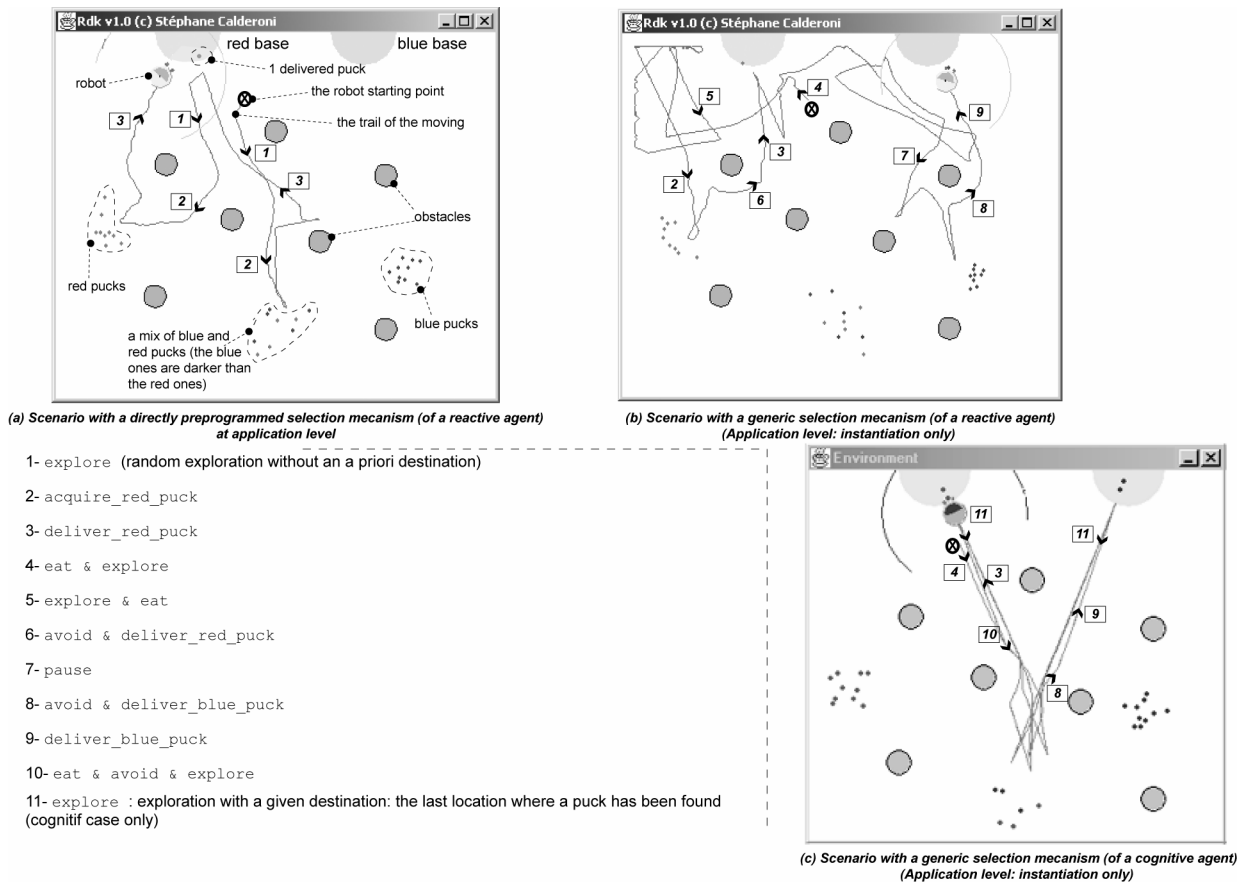 Rdk v1.0 (c) Stéphane Calderoni
red base
blue base
robot
1 delivered puck
the robot starting point
the trail of the moving
3
1
1
3
2
2
obstacles
red pucks
blue pucks
a mix of blue and
red pucks (the blue
ones are darker than
the red ones)
(a) Scenario with a directly preprogrammed selection mecanism (of a reactive agent)
at application level
Rdk v1.0 (c) Stéphane Calderoni
5
4
9
3
7
2
6
8
(b) Scenario with a generic selection mecanism (of a reactive agent)
(Application level: instantiation only)
1- explore (random exploration without an a priori destination)
2- acquire_red_puck
3- deliver_red_puck
4- eat & explore
5- explore & eat
6- avoid & deliver_red_puck
7- pause
8- avoid & deliver_blue_puck
9- deliver_blue_puck
10- eat & avoid & explore
11- explore : exploration with a given destination: the last location where a puck has been found
(cognitif case only)
Environment
11
11
4
3
9
10
8
(c) Scenario with a generic selection mecanism (of a cognitive agent)
(Application level: instantiation only)